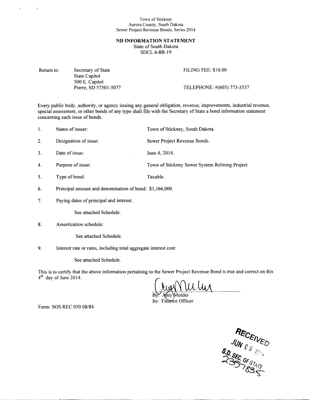 Town of Stickney
Aurora County, South Dakota
Sewer Project Revenue Bonds, Series 2014
ND INFORMATION STATEMENT
State of South Dakota
SDCL 6-8B-19
Return to: Secretary of State FILING FEE: $10.00
State Capitol
500 E. Capitol
Pierre, SD 57501-5077 TELEPHONE: #(605) 773-3537
Every public body, authority, or agency issuing any general obligation, revenue, improvements, industrial revenue,
special assessment, or other bonds of any type shall file with the Secretary of State a bond information statement
concerning each issue of bonds.
1. Name of issuer: Town of Stickney, South Dakota.
2. Designation of issue: Sewer Project Revenue Bonds.
3. Date of issue: June 4, 2014.
4. Purpose of issue: Town of Stickney Sewer System Relining Project
5. Type of bond: Taxable.
6. Principal amount and denomination of bond: $1,166,000.
7. Paying dates of principal and interest:
See attached Schedule.
8. Amortization schedule:
See attached Schedule.
9. Interest rate or rates, including total aggregate interest cost:
See attached Schedule.
This is to certify that the above information pertaining to the Sewer Project Revenue Bond is true and correct on this
4th day of June 2014.
By: Amy Mulder
Its: Finance Officer
Form: SOS REC 050 08/84
RECEIVED
JUN
S.D. SEC. OF STATE
2357835